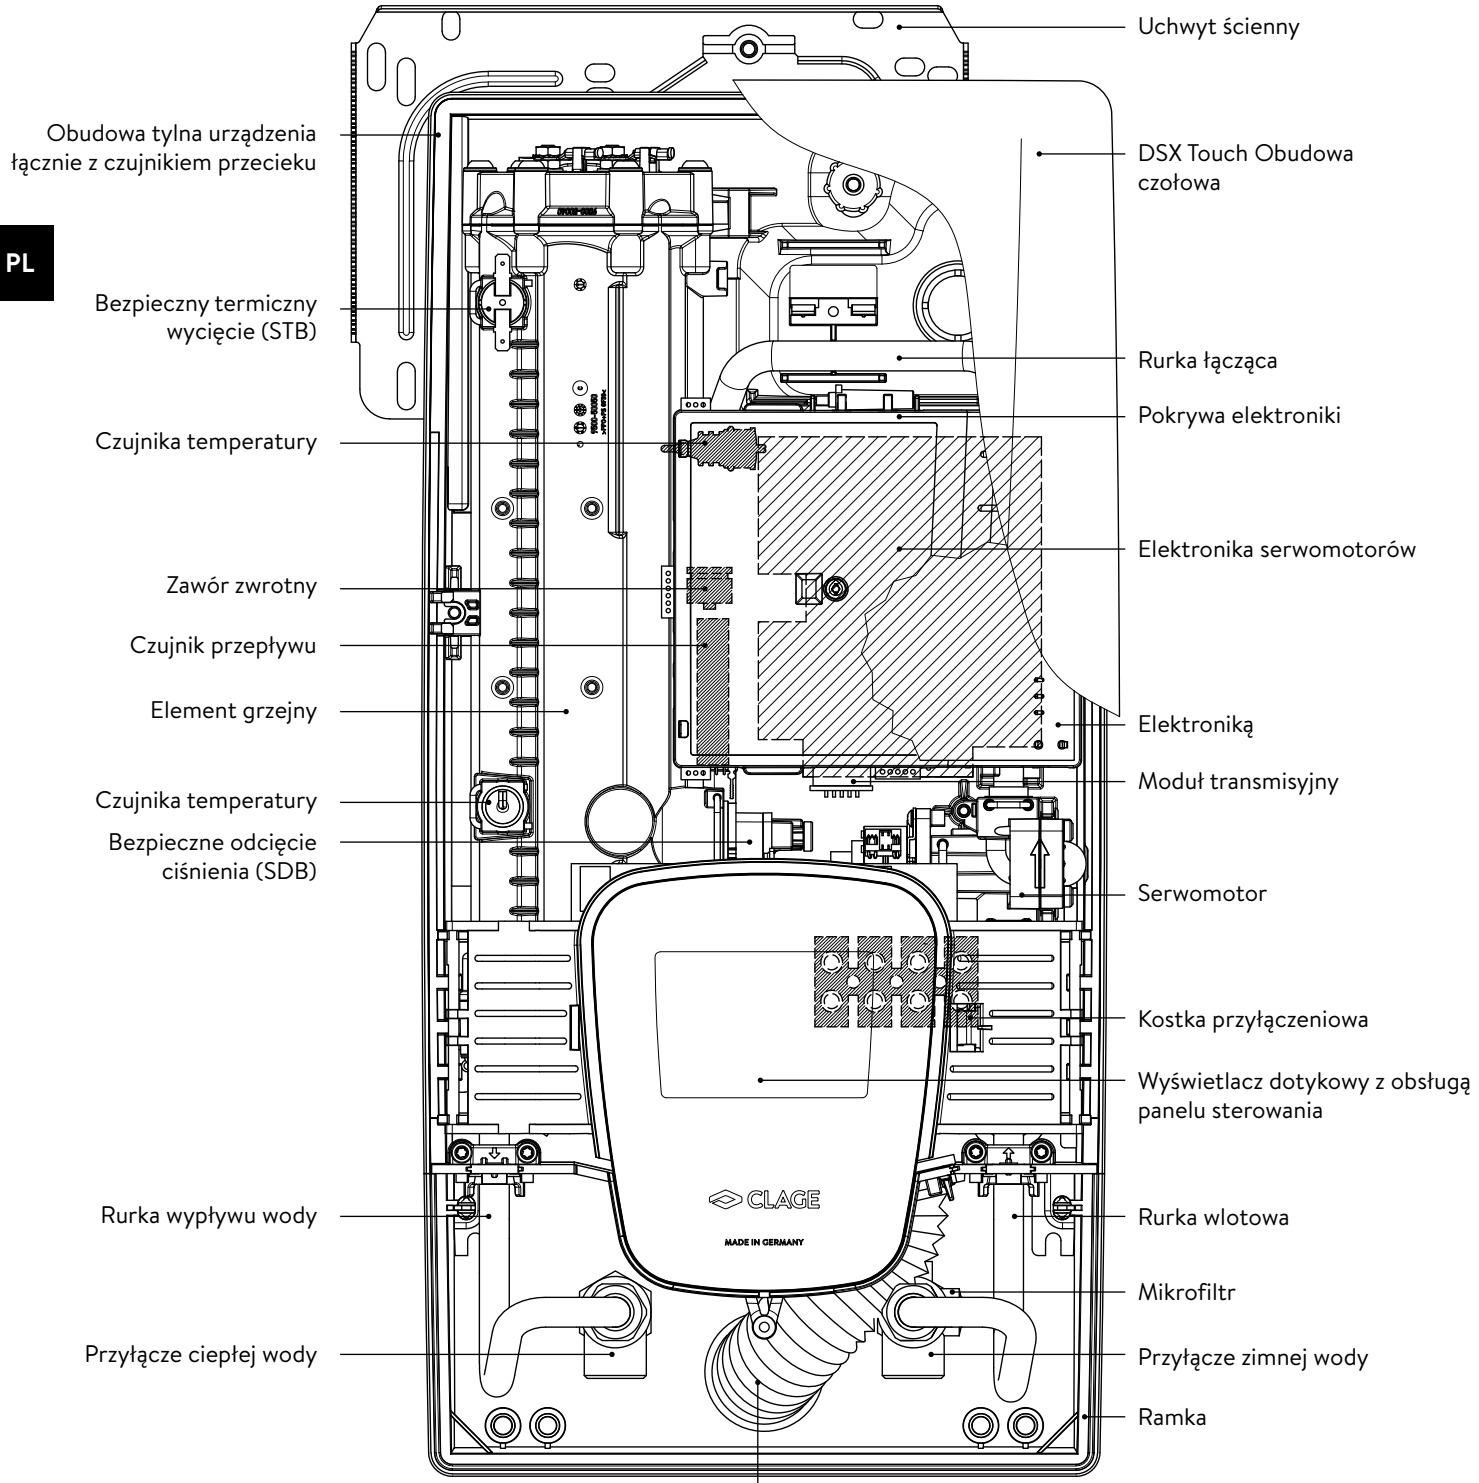 Uchwyt ścienny
Obudowa tylna urządzenia
łącznie z czujnikiem przecieku
DSX Touch Obudowa
czołowa
PL
Bezpieczny termiczny
wycięcie (STB)
Rurka łącząca
Pokrywa elektroniki
Czujnika temperatury
Elektronika serwomotorów
Zawór zwrotny
Czujnik przepływu
Element grzejny
Elektroniką
Moduł transmisyjny
Czujnika temperatury
Bezpieczne odcięcie
ciśnienia (SDB)
Serwomotor
Kostka przyłączeniowa
Wyświetlacz dotykowy z obsługą
panelu sterowania
CLAGE
MADE IN GERMANY
Rurka wypływu wody
Rurka wlotowa
Mikrofiltr
Przyłącze ciepłej wody
Przyłącze zimnej wody
Ramka